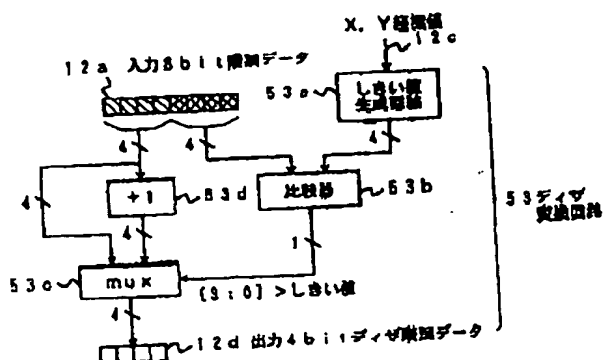 X, Y座標値
12c
12a 入力8bit階調データ
53a
しきい値
生成回路
4
4
4
+1
53d
比較器
53b
53ディザ
変換回路
4
4
1
53c
mux
[3:0]>しきい値
4
12d 出力4bitディザ階調データ